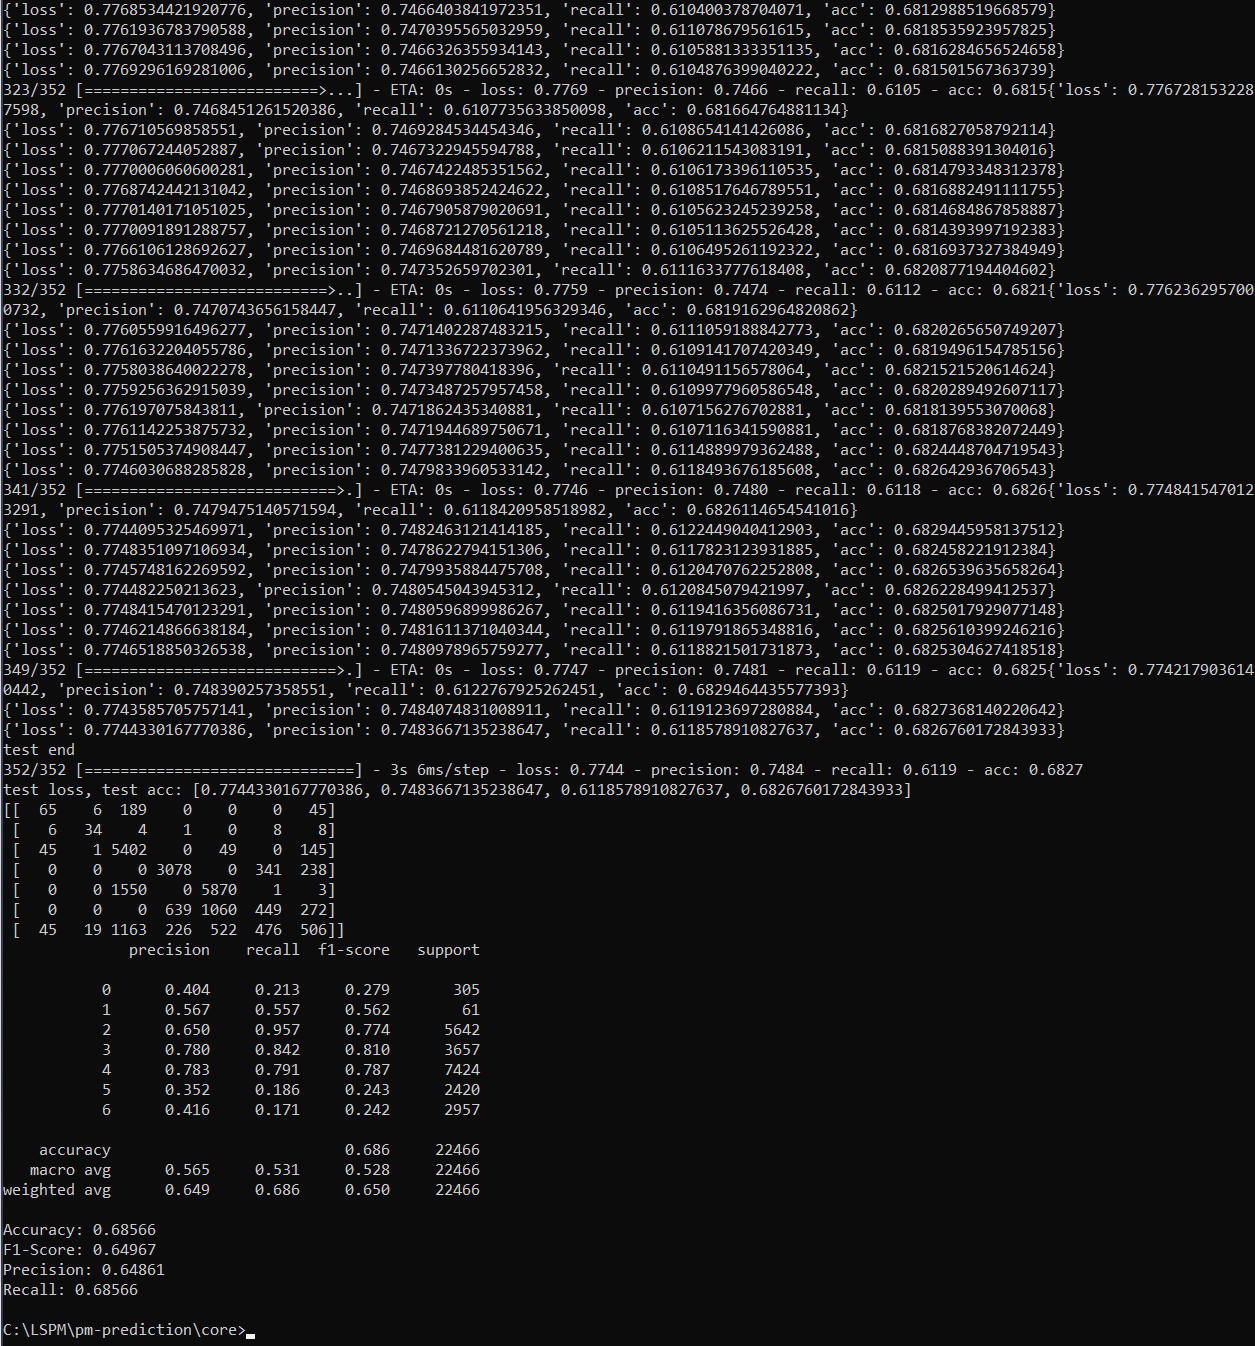 {'loss': 0.7768534421920776, 'precision': 0.7466403841972351, 'recall': 0.610400378704071, 'acc': 0.6812988519668579}
{'loss': 0.7761936783790588, 'precision': 0.7470395565032959, 'recall': 0.611078679561615, 'acc': 0.6818535923957825}
{'loss': 0.7767043113708496, 'precision': 0.7466326355934143, 'recall': 0.6105881333351135, 'acc': 0.6816284656524658}
{'loss': 0.7769296169281006, 'precision': 0.7466130256652832, 'recall': 0.6104876399040222, 'acc': 0.681501567363739}
323/352 [==========================>...] - ETA: 0s - loss: 0.7769 - precision: 0.7466 - recall: 0.6105 - acc: 0.6815{'loss': 0.776728153228
7598, 'precision': 0.7468451261520386, 'recall': 0.6107735633850098, 'acc': 0.681664764881134}
{'loss': 0.776710569858551, 'precision': 0.7469284534454346, 'recall': 0.6108654141426086, 'acc': 0.6816827058792114}
{'loss': 0.777067244052887, 'precision': 0.7467322945594788, 'recall': 0.6106211543083191, 'acc': 0.6815088391304016}
{'loss': 0.7770006060600281, 'precision': 0.7467422485351562, 'recall': 0.6106173396110535, 'acc': 0.6814793348312378}
{'loss': 0.7768742442131042, 'precision': 0.7468693852424622, 'recall': 0.6108517646789551, 'acc': 0.6816882491111755}
{'loss': 0.7770140171051025, 'precision': 0.7467905879020691, 'recall': 0.6105623245239258, 'acc': 0.6814684867858887}
{'loss': 0.7770091891288757, 'precision': 0.7468721270561218, 'recall': 0.6105113625526428, 'acc': 0.6814393997192383}
{'loss': 0.7766106128692627, 'precision': 0.7469684481620789, 'recall': 0.6106495261192322, 'acc': 0.6816937327384949}
{'loss': 0.7758634686470032, 'precision': 0.747352659702301, 'recall': 0.6111633777618408, 'acc': 0.6820877194404602}
332/352 [===========================>..] - ETA: 0s - loss: 0.7759 - precision: 0.7474 - recall: 0.6112 - acc: 0.6821{'loss': 0.776236295700
0732, 'precision': 0.7470743656158447, 'recall': 0.6110641956329346, 'acc': 0.6819162964820862}
{'loss': 0.7760559916496277, 'precision': 0.7471402287483215, 'recall': 0.6111059188842773, 'acc': 0.6820265650749207}
{'loss': 0.7761632204055786, 'precision': 0.7471336722373962, 'recall': 0.6109141707420349, 'acc': 0.6819496154785156}
{'loss': 0.7758038640022278, 'precision': 0.747397780418396, 'recall': 0.6110491156578064, 'acc': 0.6821521520614624}
{'loss': 0.7759256362915039, 'precision': 0.7473487257957458, 'recall': 0.6109977960586548, 'acc': 0.6820289492607117}
{'loss': 0.776197075843811, 'precision': 0.7471862435340881, 'recall': 0.6107156276702881, 'acc': 0.6818139553070068}
{'loss': 0.7761142253875732, 'precision': 0.7471944689750671, 'recall': 0.6107116341590881, 'acc': 0.6818768382072449}
{'loss': 0.7751505374908447, 'precision': 0.7477381229400635, 'recall': 0.6114889979362488, 'acc': 0.6824448704719543}
{'loss': 0.7746030688285828, 'precision': 0.7479833960533142, 'recall': 0.6118493676185608, 'acc': 0.682642936706543}
341/352 [============================>.] - ETA: 0s - loss: 0.7746 - precision: 0.7480 - recall: 0.6118 - acc: 0.6826{'loss': 0.774841547012
3291, 'precision': 0.7479475140571594, 'recall': 0.6118420958518982, 'acc': 0.6826114654541016}
{'loss': 0.7744095325469971, 'precision': 0.7482463121414185, 'recall': 0.6122449040412903, 'acc': 0.6829445958137512}
{'loss': 0.7748351097106934, 'precision': 0.7478622794151306, 'recall': 0.6117823123931885, 'acc': 0.682458221912384}
{'loss': 0.7745748162269592, 'precision': 0.7479935884475708, 'recall': 0.6120470762252808, 'acc': 0.6826539635658264}
{'loss': 0.774482250213623, 'precision': 0.7480545043945312, 'recall': 0.6120845079421997, 'acc': 0.6826228499412537}
{'loss': 0.7748415470123291, 'precision': 0.7480596899986267, 'recall': 0.6119416356086731, 'acc': 0.6825017929077148}
{'loss': 0.7746214866638184, 'precision': 0.7481611371040344, 'recall': 0.6119791865348816, 'acc': 0.6825610399246216}
{'loss': 0.7746518850326538, 'precision': 0.7480978965759277, 'recall': 0.6118821501731873, 'acc': 0.6825304627418518}
349/352 [============================>.] - ETA: 0s - loss: 0.7747 - precision: 0.7481 - recall: 0.6119 - acc: 0.6825{'loss': 0.774217903614
0442, 'precision': 0.748390257358551, 'recall': 0.6122767925262451, 'acc': 0.6829464435577393}
{'loss': 0.7743585705757141, 'precision': 0.7484074831008911, 'recall': 0.6119123697280884, 'acc': 0.6827368140220642}
{'loss': 0.7744330167770386, 'precision': 0.7483667135238647, 'recall': 0.6118578910827637, 'acc': 0.6826760172843933}
test end
352/352 [==============================] - 3s 6ms/step - loss: 0.7744 - precision: 0.7484 - recall: 0.6119 - acc: 0.6827
test loss, test acc: [0.7744330167770386, 0.7483667135238647, 0.6118578910827637, 0.6826760172843933]
[[  65    6  189    0    0    0   45]
 [   6   34    4    1    0    8    8]
 [  45    1 5402    0   49    0  145]
 [   0    0    0 3078    0  341  238]
 [   0    0 1550    0 5870    1    3]
 [   0    0    0  639 1060  449  272]
 [  45   19 1163  226  522  476  506]]
              precision    recall  f1-score   support
           0      0.404     0.213     0.279       305
           1      0.567     0.557     0.562        61
           2      0.650     0.957     0.774      5642
           3      0.780     0.842     0.810      3657
           4      0.783     0.791     0.787      7424
           5      0.352     0.186     0.243      2420
           6      0.416     0.171     0.242      2957
    accuracy                          0.686     22466
   macro avg      0.565     0.531     0.528     22466
weighted avg      0.649     0.686     0.650     22466
Accuracy: 0.68566
F1-Score: 0.64967
Precision: 0.64861
Recall: 0.68566
C:\LSPM\pm-prediction\core>